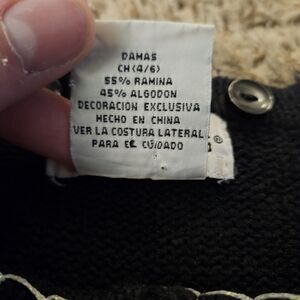 DAMAS
CH (4/6)
55% RAMINA
45% ALGODON
DECORACION EXCLUSIVA
HECHO EN CHINA
VER LA COSTURA LATERAL
PARA EL CUIDADO
®